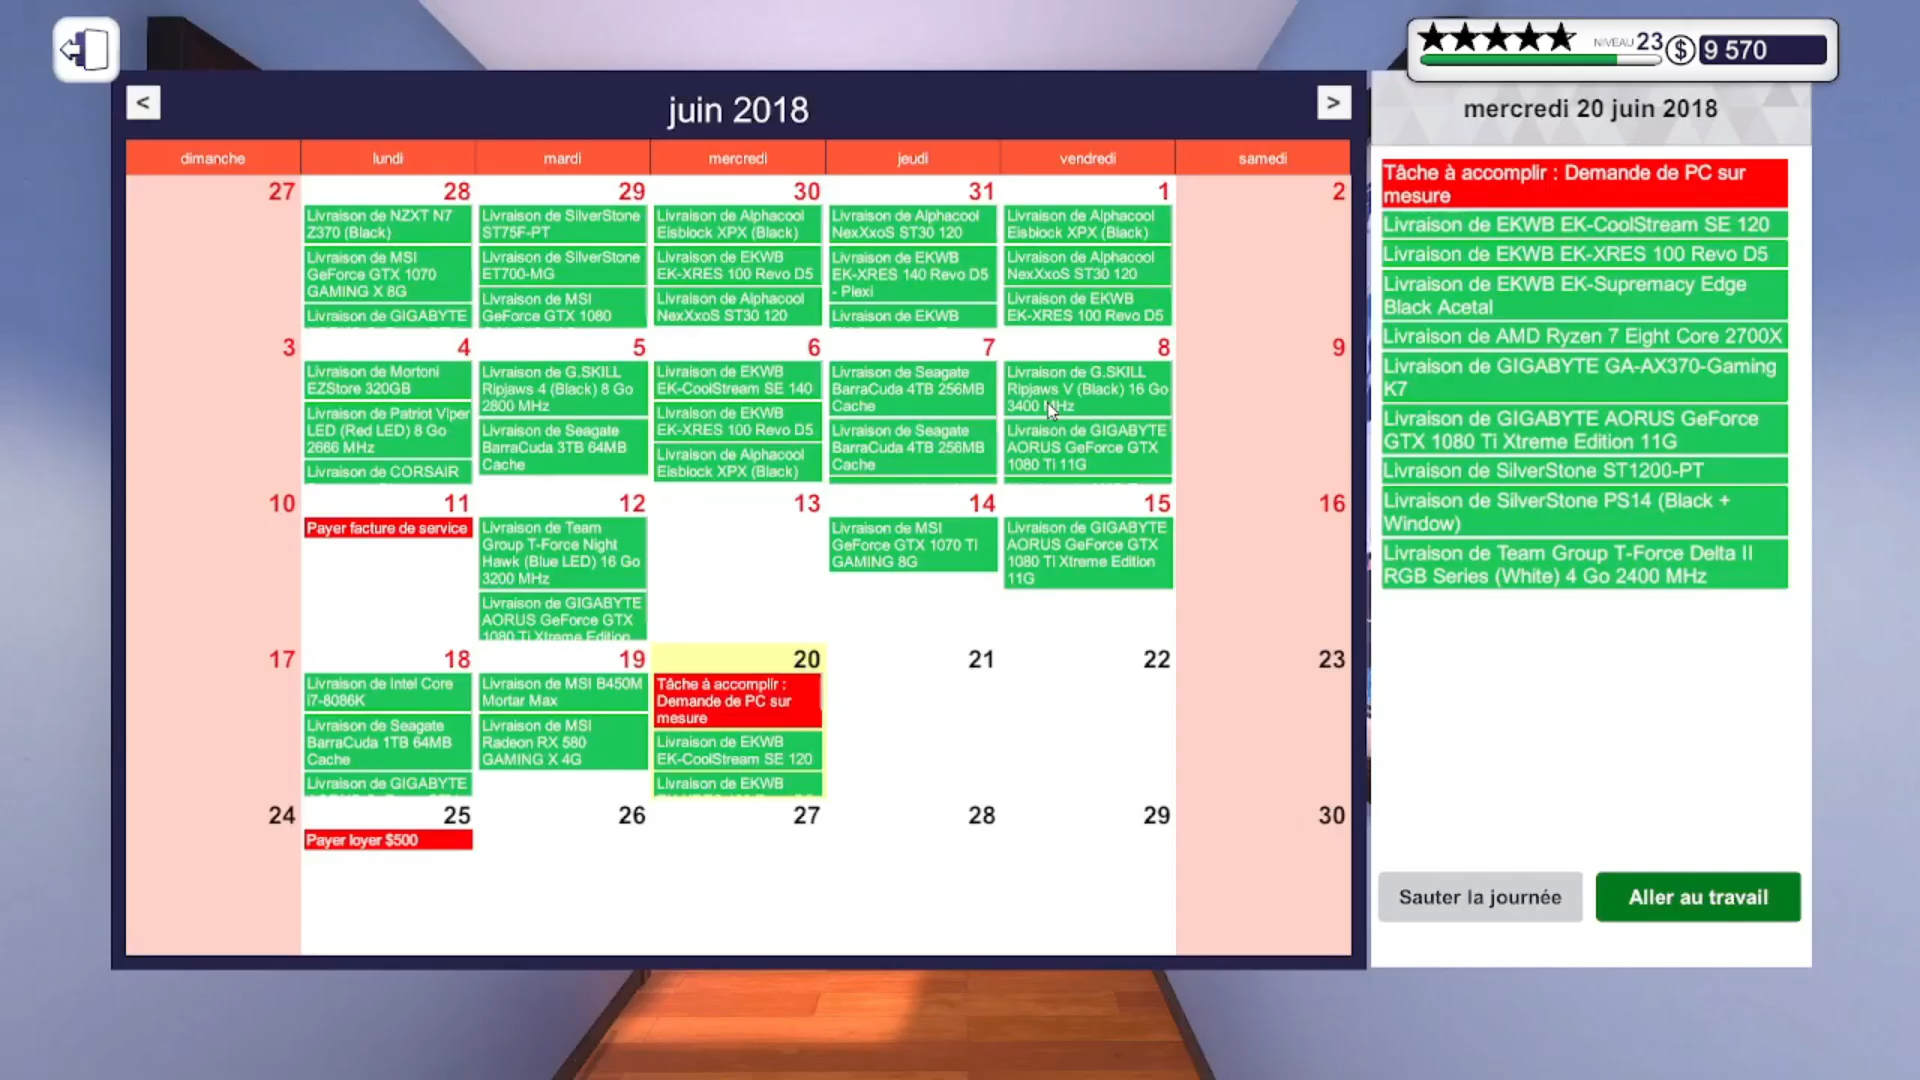 NIVEAU 23
$ 9 570
<
juin 2018
>
dimanche lundi mardi mercredi jeudi vendredi samedi
27
28
Livraison de NZXT N7
Z370 (Black)
Livraison de MSI
GeForce GTX 1070
GAMING X 8G
Livraison de GIGABYTE
29
Livraison de SilverStone
ST75F-PT
Livraison de SilverStone
ET700-MG
Livraison de MSI
GeForce GTX 1080
30
Livraison de Alphacool
Eisblock XPX (Black)
Livraison de EKWB
EK-XRES 100 Revo D5
Livraison de Alphacool
NexXxoS ST30 120
31
Livraison de Alphacool
NexXxoS ST30 120
Livraison de EKWB
EK-XRES 140 Revo D5
- Plexi
Livraison de EKWB
1
Livraison de Alphacool
Eisblock XPX (Black)
Livraison de Alphacool
NexXxoS ST30 120
Livraison de EKWB
EK-XRES 100 Revo D5
2
3
4
Livraison de Mortoni
EZStore 320GB
Livraison de Patriot Viper
LED (Red LED) 8 Go
2666 MHz
Livraison de CORSAIR
5
Livraison de G.SKILL
Ripjaws 4 (Black) 8 Go
2800 MHz
Livraison de Seagate
BarraCuda 3TB 64MB
Cache
6
Livraison de EKWB
EK-CoolStream SE 140
Livraison de EKWB
EK-XRES 100 Revo D5
Livraison de Alphacool
Eisblock XPX (Black)
7
Livraison de Seagate
BarraCuda 4TB 256MB
Cache
Livraison de Seagate
BarraCuda 4TB 256MB
Cache
8
Livraison de G.SKILL
Ripjaws V (Black) 16 Go
3400 MHz
Livraison de GIGABYTE
AORUS GeForce GTX
1080 Ti 11G
9
10
11
Payer facture de service
12
Livraison de Team
Group T-Force Night
Hawk (Blue LED) 16 Go
3200 MHz
Livraison de GIGABYTE
AORUS GeForce GTX
1080 Ti Xtreme Edition
13
14
Livraison de MSI
GeForce GTX 1070 Ti
GAMING 8G
15
Livraison de GIGABYTE
AORUS GeForce GTX
1080 Ti Xtreme Edition
11G
16
17
18
Livraison de Intel Core
i7-8086K
Livraison de Seagate
BarraCuda 1TB 64MB
Cache
Livraison de GIGABYTE
19
Livraison de MSI B450M
Mortar Max
Livraison de MSI
Radeon RX 580
GAMING X 4G
20
Tâche à accomplir :
Demande de PC sur
mesure
Livraison de EKWB
EK-CoolStream SE 120
Livraison de EKWB
21
22
23
24
25
Payer loyer $500
26
27
28
29
30
mercredi 20 juin 2018
Tâche à accomplir : Demande de PC sur
mesure
Livraison de EKWB EK-CoolStream SE 120
Livraison de EKWB EK-XRES 100 Revo D5
Livraison de EKWB EK-Supremacy Edge
Black Acetal
Livraison de AMD Ryzen 7 Eight Core 2700X
Livraison de GIGABYTE GA-AX370-Gaming
K7
Livraison de GIGABYTE AORUS GeForce
GTX 1080 Ti Xtreme Edition 11G
Livraison de SilverStone ST1200-PT
Livraison de SilverStone PS14 (Black +
Window)
Livraison de Team Group T-Force Delta II
RGB Series (White) 4 Go 2400 MHz
Sauter la journée
Aller au travail